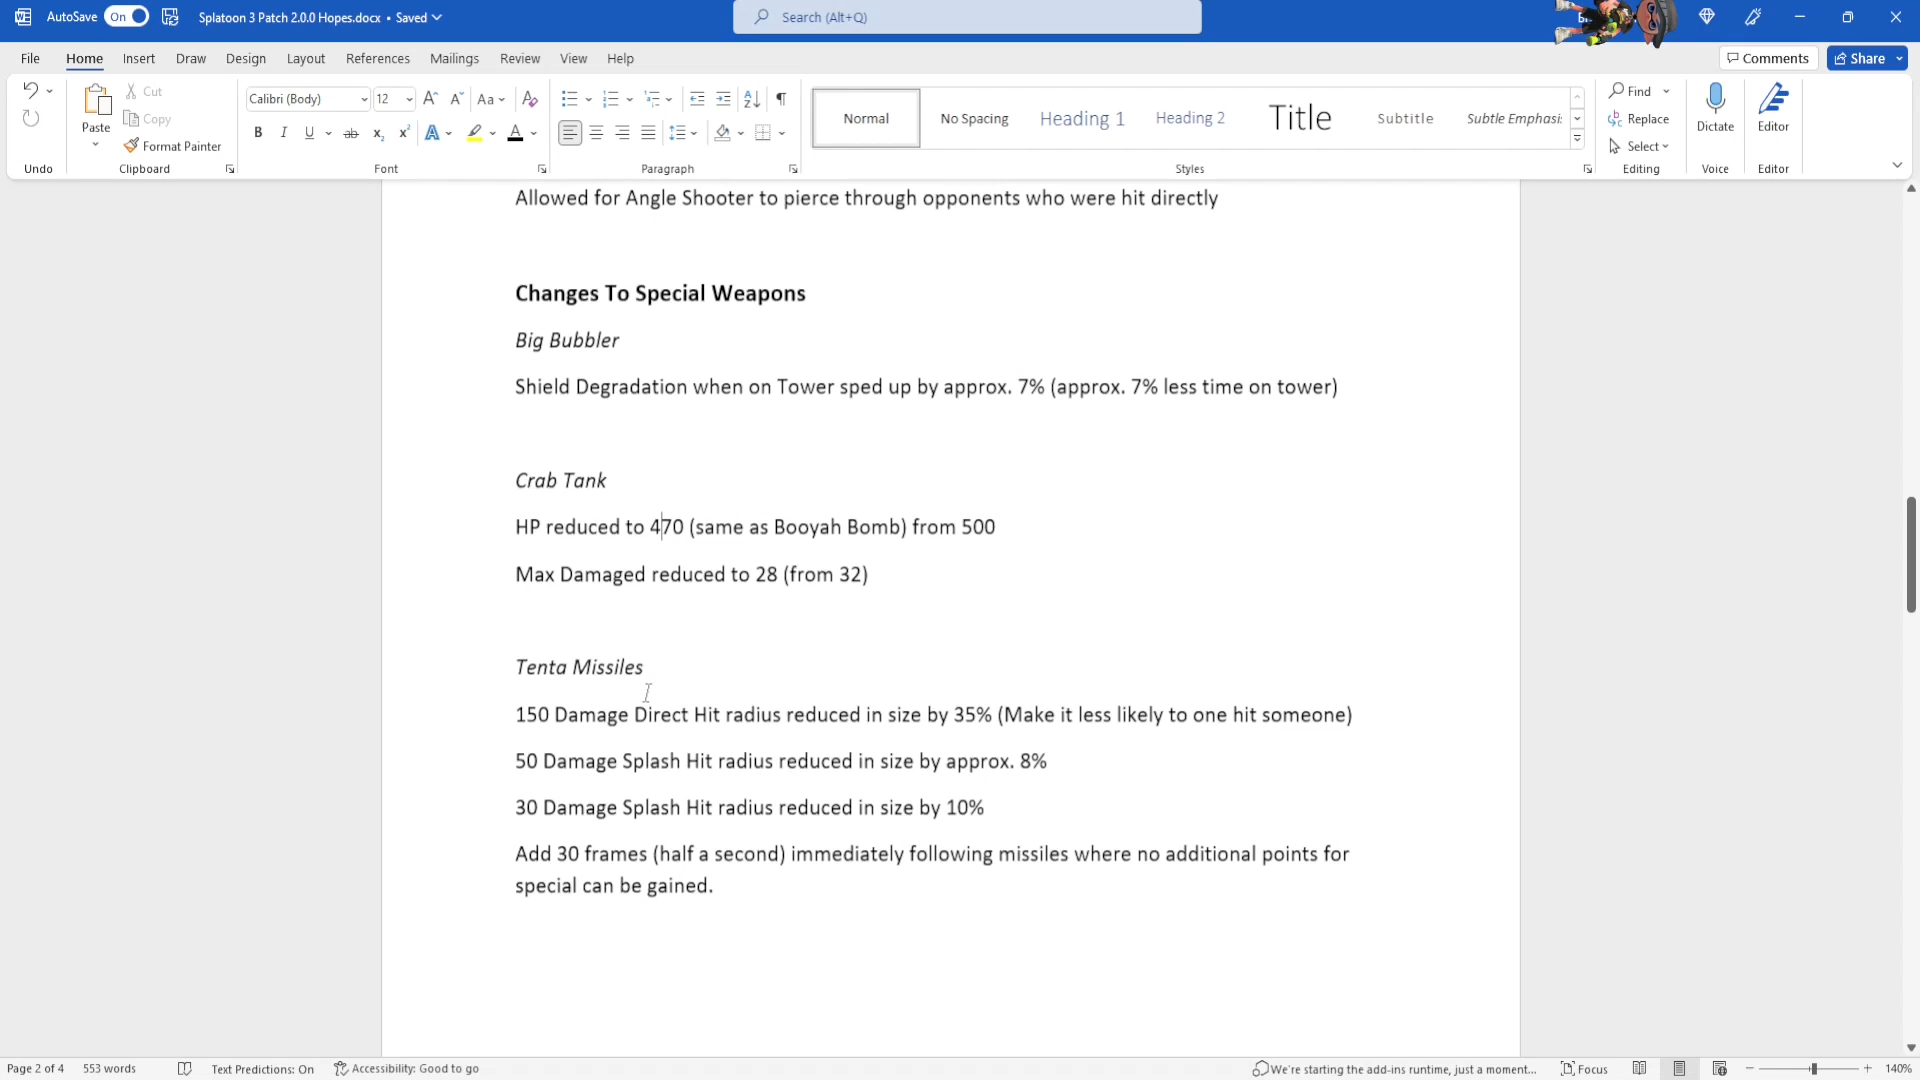 AutoSave On Splatoon 3 Patch 2.0.0 Hopes.docx • Saved Search (Alt+Q)
File Home Insert Draw Design Layout References Mailings Review View Help Comments Share
Cut
Copy
Format Painter
Paste
Calibri (Body) 12 Aa
Normal No Spacing Heading 1 Heading 2 Title Subtitle Subtle Emphasi:
Find
Replace
Select
Dictate Editor
Undo Clipboard Font Paragraph Styles Editing Voice Editor
Allowed for Angle Shooter to pierce through opponents who were hit directly
Changes To Special Weapons
Big Bubbler
Shield Degradation when on Tower sped up by approx. 7% (approx. 7% less time on tower)
Crab Tank
HP reduced to 470 (same as Booyah Bomb) from 500
Max Damaged reduced to 28 (from 32)
Tenta Missiles
150 Damage Direct Hit radius reduced in size by 35% (Make it less likely to one hit someone)
50 Damage Splash Hit radius reduced in size by approx. 8%
30 Damage Splash Hit radius reduced in size by 10%
Add 30 frames (half a second) immediately following missiles where no additional points for
special can be gained.
Page 2 of 4 553 words Text Predictions: On Accessibility: Good to go We're starting the add-ins runtime, just a moment... Focus 140%